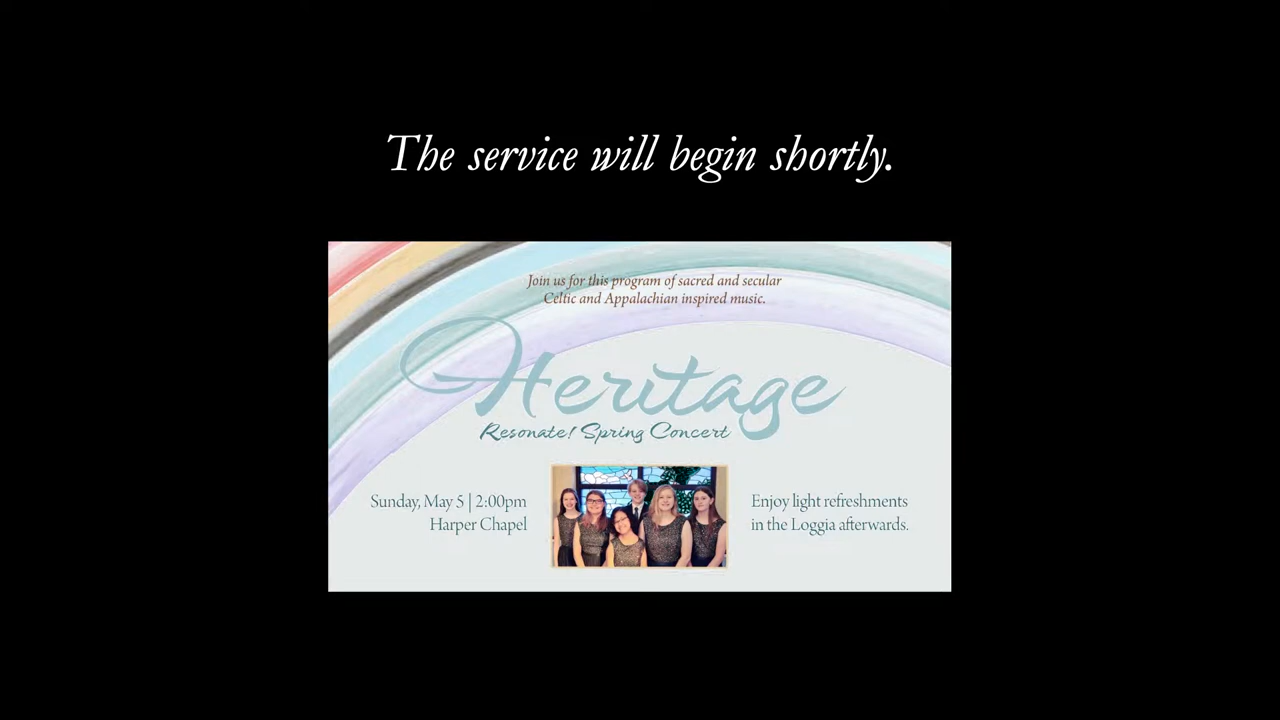 The service will begin shortly.
Join us for this program of sacred and secular
Celtic and Appalachian inspired music.
Heritage
Resonate! Spring Concert
Sunday, May 5 | 2:00pm
Harper Chapel
Enjoy light refreshments
in the Loggia afterwards.